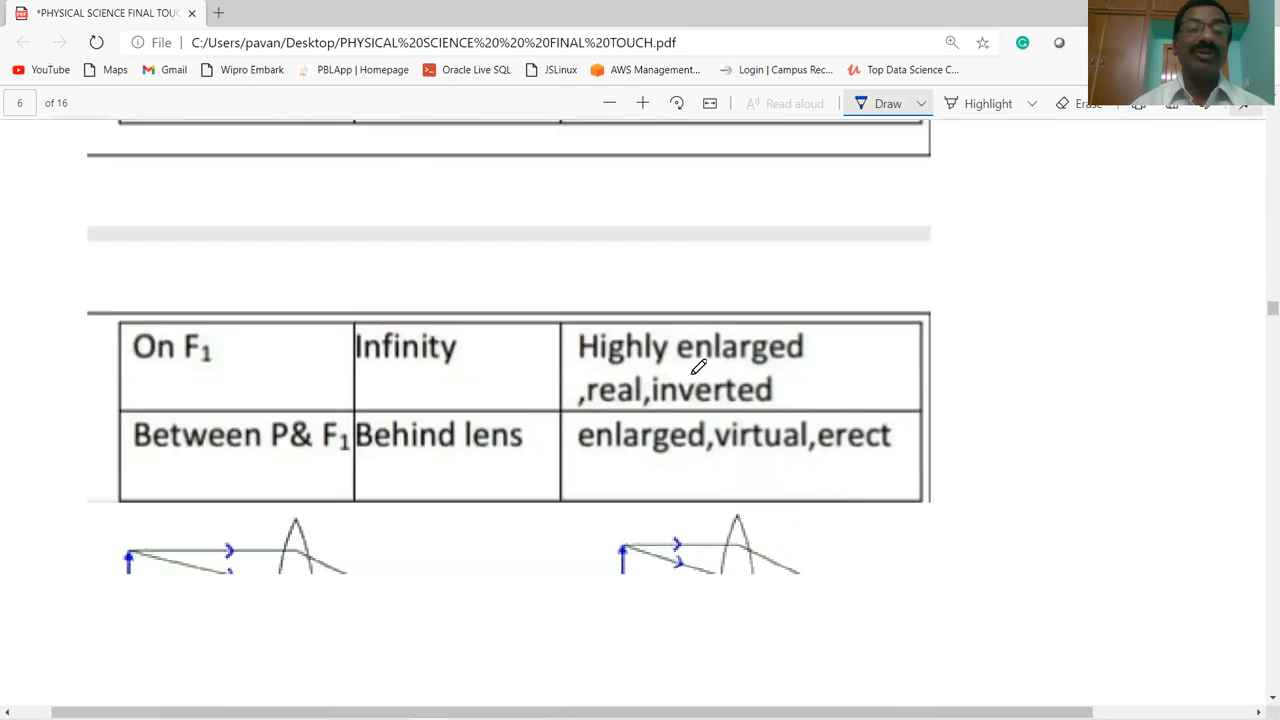 *PHYSICAL SCIENCE FINAL TOUC
File
C:/Users/pavan/Desktop/PHYSICAL%20SCIENCE%20%20%20FINAL%20TOUCH.pdf
YouTube
Maps
Gmail
Wipro Embark
PBLApp | Homepage
Oracle Live SQL
JSLinux
AWS Management...
Login | Campus Rec...
Top Data Science C...
6 of 16
Read aloud
Draw
Highlight
Erase
On F₁ Infinity Highly enlarged
,real,inverted
Between P& F₁ Behind lens enlarged,virtual,erect